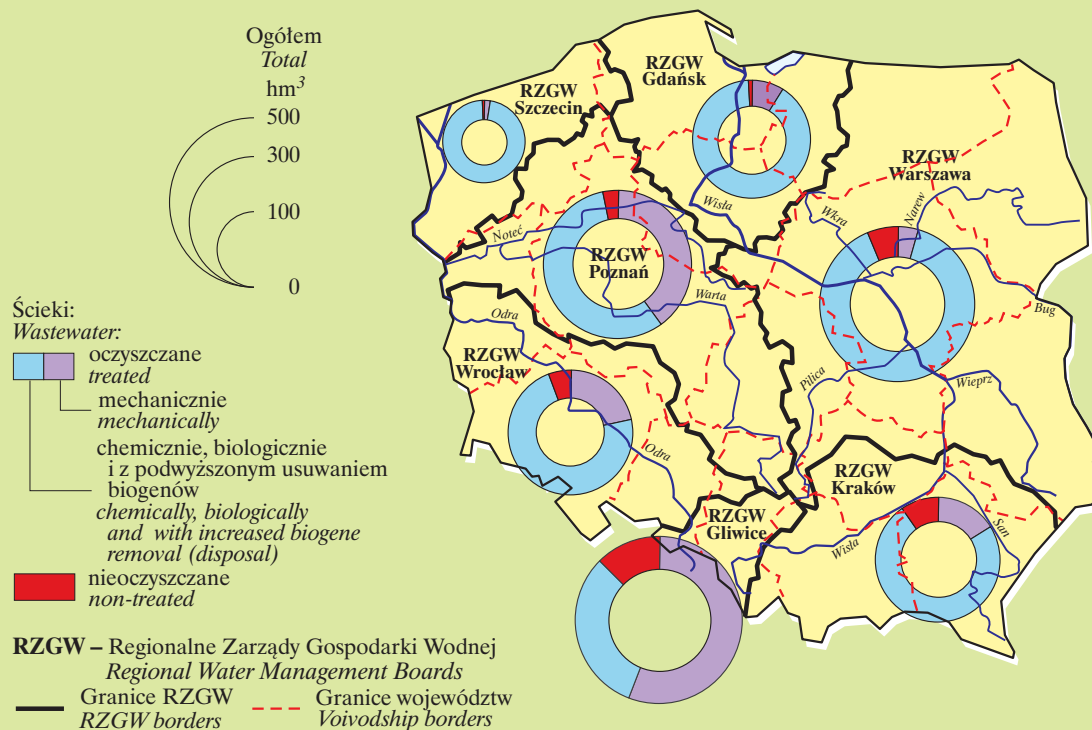 Ogółem
Total
hm³
500
300
100
0
Ścieki:
Wastewater:
oczyszczane
treated
mechanicznie
mechanically
chemicznie, biologicznie
i z podwyższonym usuwaniem
biogenów
chemically, biologically
and with increased biogene
removal (disposal)
nieoczyszczane
non-treated
RZGW – Regionalne Zarządy Gospodarki Wodnej
Regional Water Management Boards
Granice RZGW
RZGW borders
Granice województw
Voivodship borders
RZGW
Szczecin
RZGW
Gdańsk
RZGW
Warszawa
RZGW
Poznań
RZGW
Wrocław
RZGW
Gliwice
RZGW
Kraków
Wisła
Wkra
Narew
Noteć
Warta
Bug
Odra
Pilica
Wieprz
Odra
Wisła
San